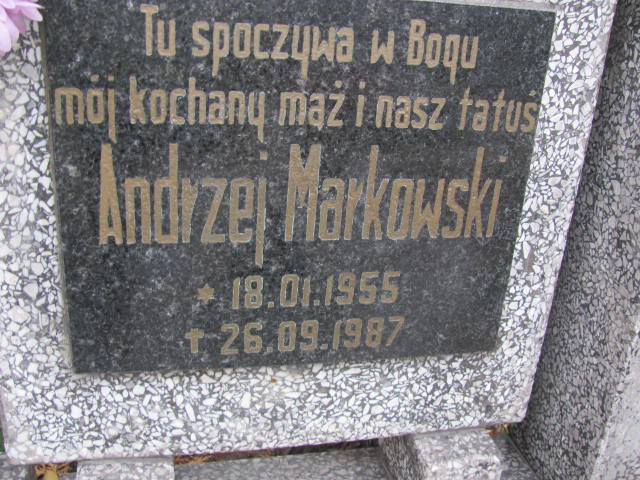 Tu spoczywa w Bogu
mój kochany mąż i nasz tatuś
Andrzej Markowski
* 18.01.1955
✝ 26.09.1987